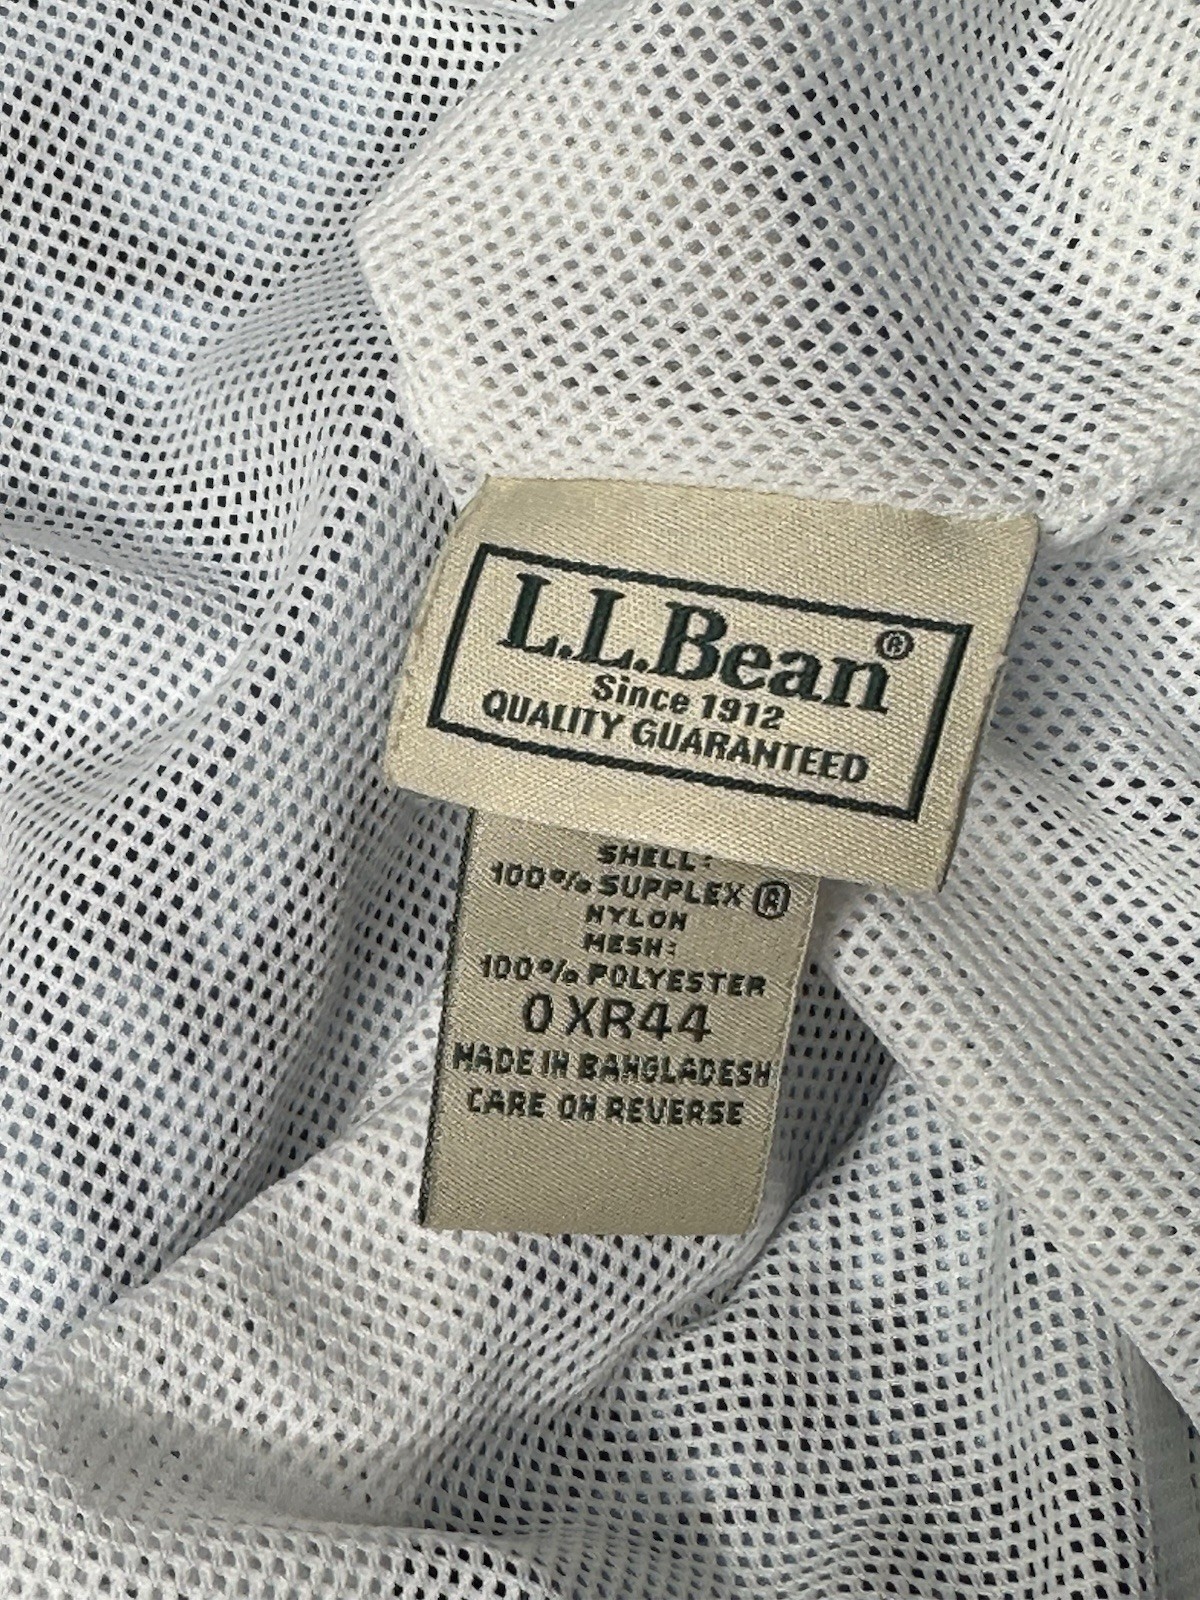 L.L.Bean®
Since 1912
QUALITY GUARANTEED
SHELL:
100% SUPPLEX ®
NYLON
MESH:
100% POLYESTER
0XR44
MADE IN BANGLADESH
CARE ON REVERSE